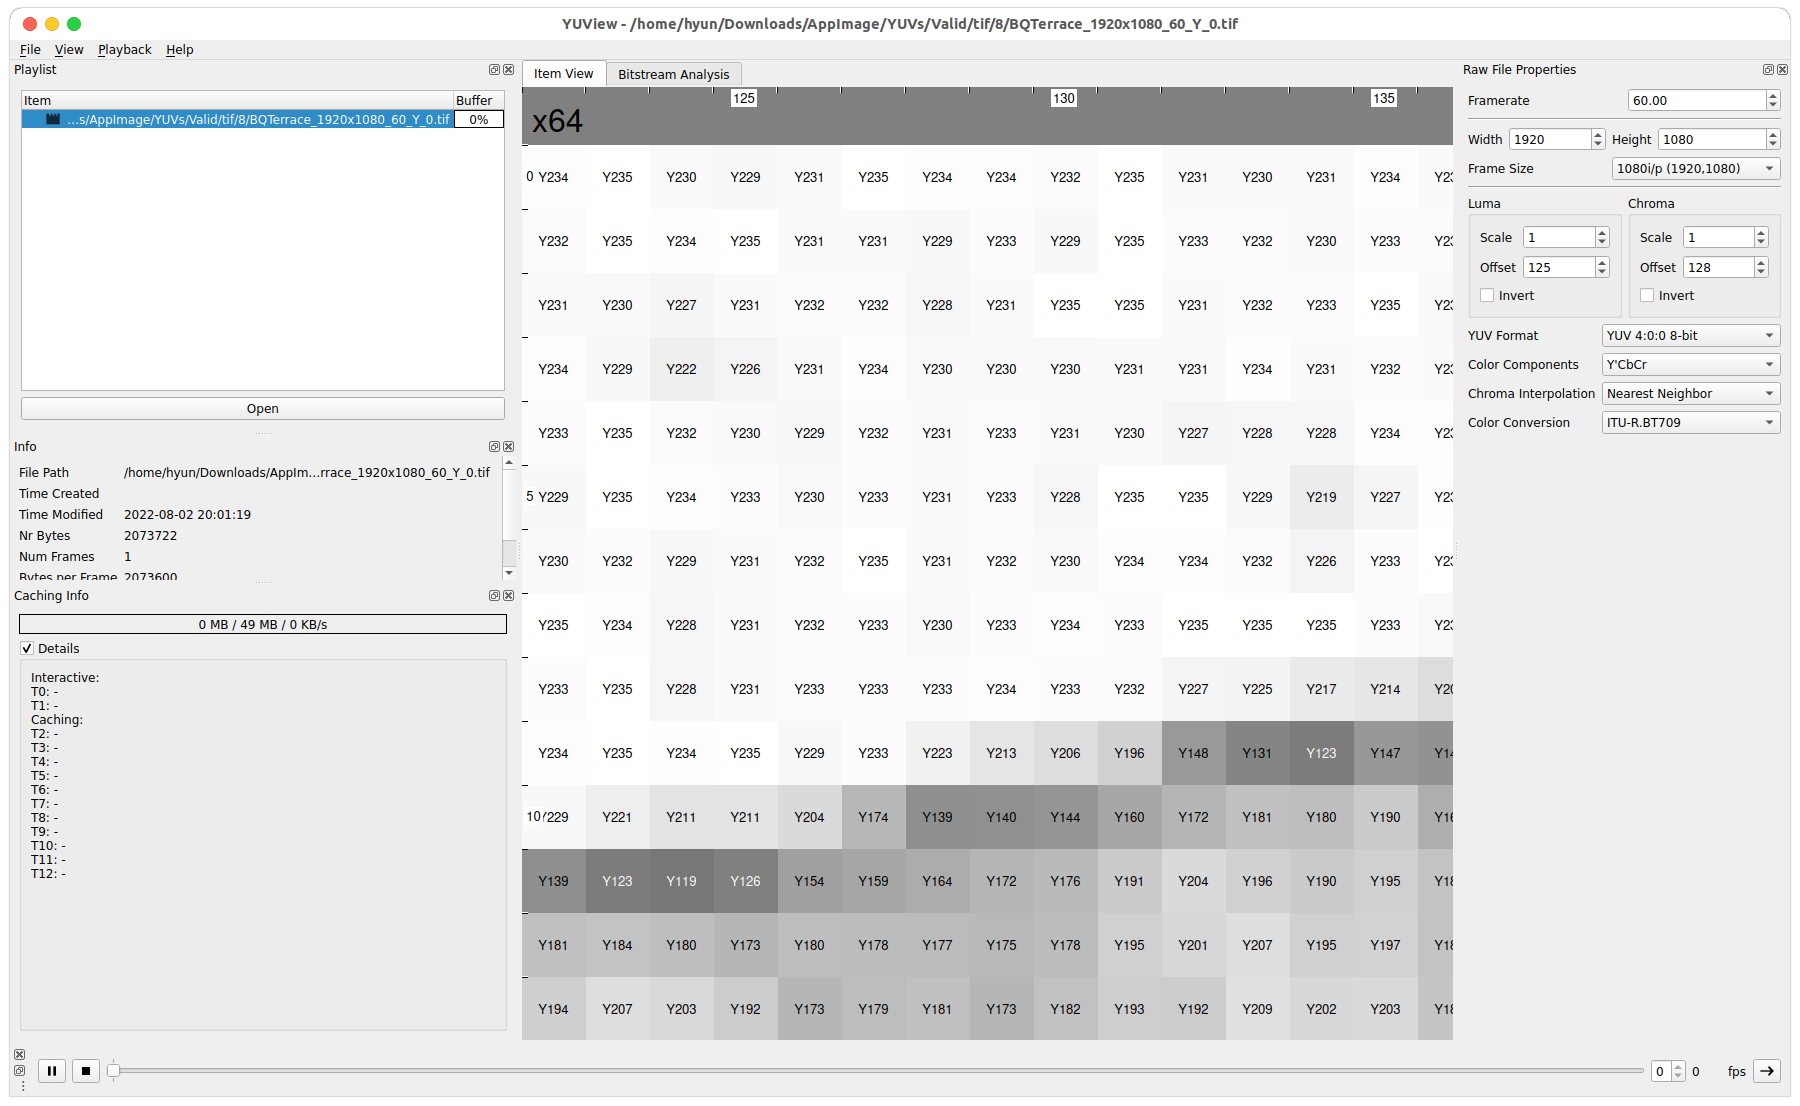 YUView - /home/hyun/Downloads/AppImage/YUVs/Valid/tif/8/BQTerrace_1920x1080_60_Y_0.tif
File View Playback Help
Playlist
Item Buffer
...s/AppImage/YUVs/Valid/tif/8/BQTerrace_1920x1080_60_Y_0.tif 0%
Open
Info
File Path /home/hyun/Downloads/AppIm...rrace_1920x1080_60_Y_0.tif
Time Created
Time Modified 2022-08-02 20:01:19
Nr Bytes 2073722
Num Frames 1
Bytes per Frame 2073600
Caching Info
0 MB / 49 MB / 0 KB/s
Details
Interactive:
T0: -
T1: -
Caching:
T2: -
T3: -
T4: -
T5: -
T6: -
T7: -
T8: -
T9: -
T10: -
T11: -
T12: -
Item View Bitstream Analysis
125 130 135
x64
0 Y234 Y235 Y230 Y229 Y231 Y235 Y234 Y234 Y232 Y235 Y231 Y230 Y231 Y234
Y232 Y235 Y234 Y235 Y231 Y231 Y229 Y233 Y229 Y235 Y233 Y232 Y230 Y233
Y231 Y230 Y227 Y231 Y232 Y232 Y228 Y231 Y235 Y235 Y231 Y232 Y233 Y235
Y234 Y229 Y222 Y226 Y231 Y234 Y230 Y230 Y230 Y231 Y231 Y234 Y231 Y232
Y233 Y235 Y232 Y230 Y229 Y232 Y231 Y233 Y231 Y230 Y227 Y228 Y228 Y234
5 Y229 Y235 Y234 Y233 Y230 Y233 Y231 Y233 Y228 Y235 Y235 Y229 Y219 Y227
Y230 Y232 Y229 Y231 Y232 Y235 Y231 Y232 Y230 Y234 Y234 Y232 Y226 Y233
Y235 Y234 Y228 Y231 Y232 Y233 Y230 Y233 Y234 Y233 Y235 Y235 Y235 Y233
Y233 Y235 Y228 Y231 Y233 Y233 Y233 Y234 Y233 Y232 Y227 Y225 Y217 Y214
Y234 Y235 Y234 Y235 Y229 Y233 Y223 Y213 Y206 Y196 Y148 Y131 Y123 Y147
10 Y229 Y221 Y211 Y211 Y204 Y174 Y139 Y140 Y144 Y160 Y172 Y181 Y180 Y190
Y139 Y123 Y119 Y126 Y154 Y159 Y164 Y172 Y176 Y191 Y204 Y196 Y190 Y195
Y181 Y184 Y180 Y173 Y180 Y178 Y177 Y175 Y178 Y195 Y201 Y207 Y195 Y197
Y194 Y207 Y203 Y192 Y173 Y179 Y181 Y173 Y182 Y193 Y192 Y209 Y202 Y203
Raw File Properties
Framerate 60.00
Width 1920 Height 1080
Frame Size 1080i/p (1920,1080)
Luma Chroma
Scale 1 Scale 1
Offset 125 Offset 128
Invert Invert
YUV Format YUV 4:0:0 8-bit
Color Components Y'CbCr
Chroma Interpolation Nearest Neighbor
Color Conversion ITU-R.BT709
0 0 fps